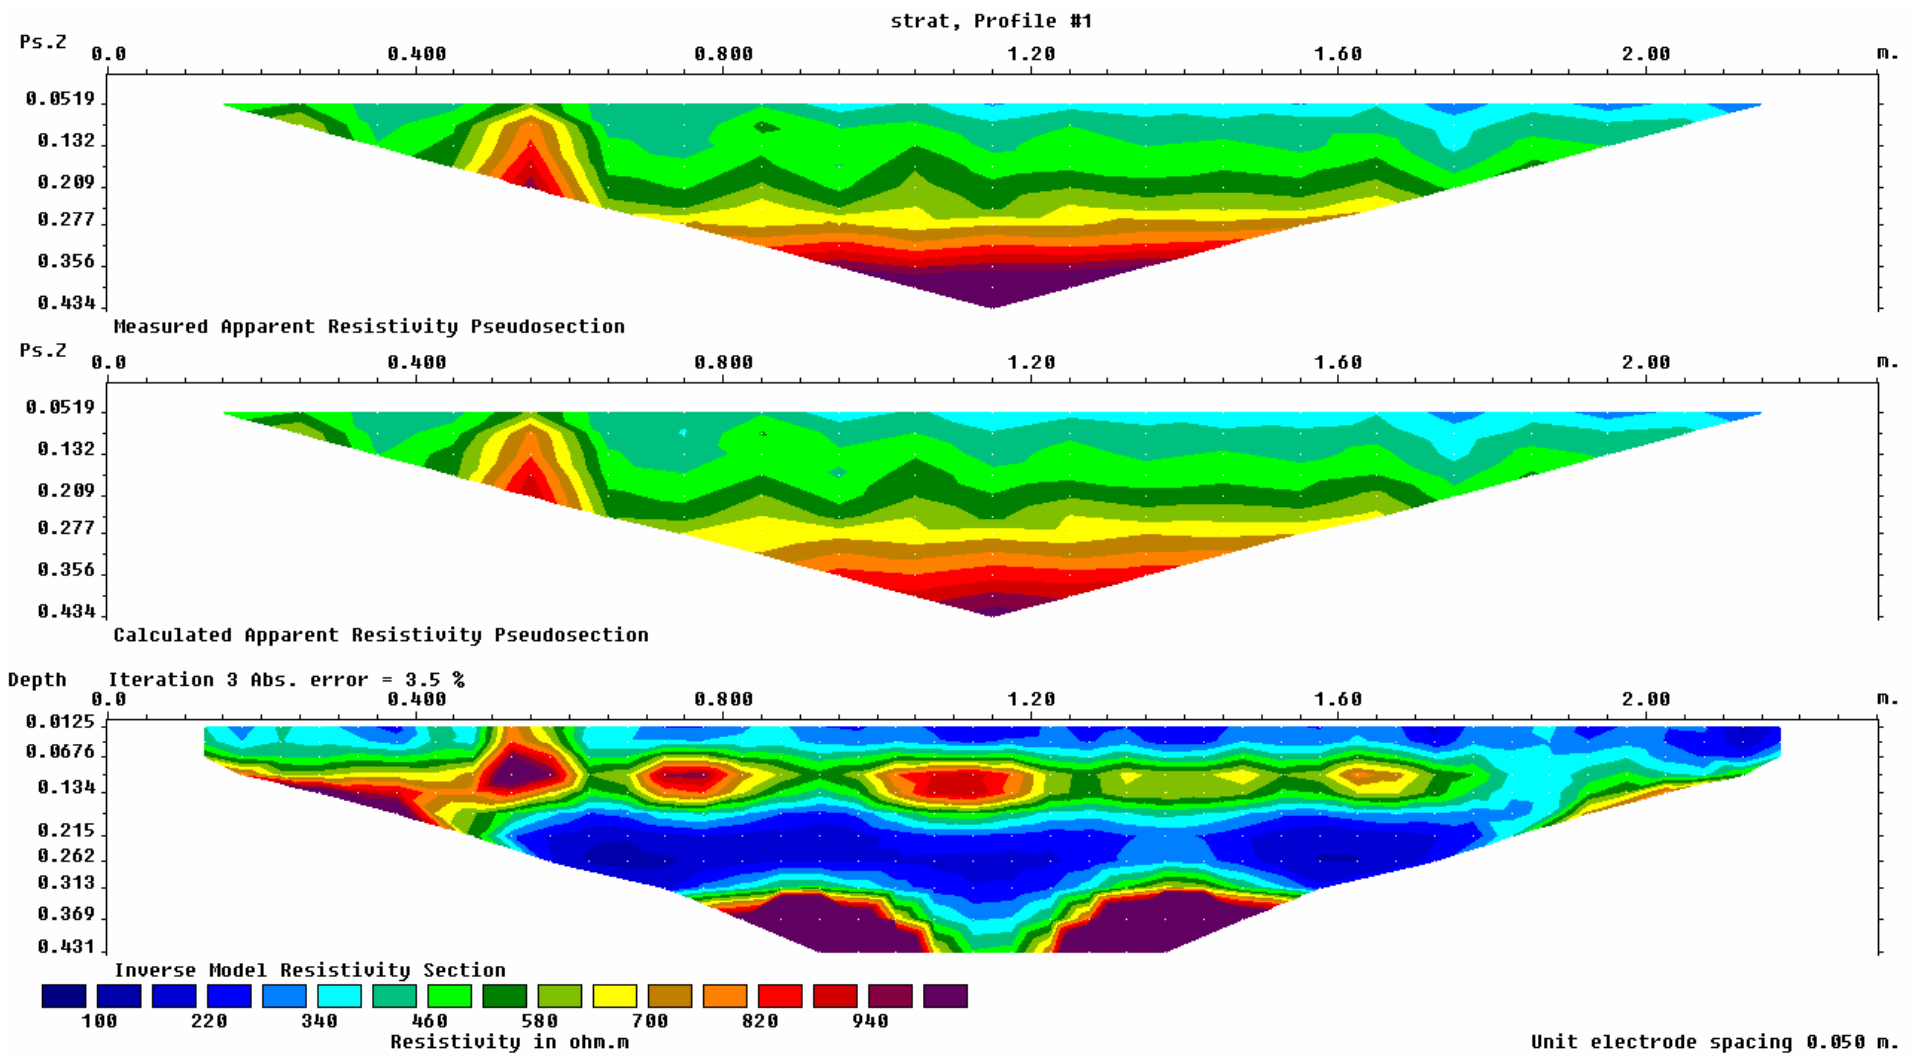 strat, Profile #1
Ps.Z 0.0 0.400 0.800 1.20 1.60 2.00 m.
0.0519
0.132
0.209
0.277
0.356
0.434
Measured Apparent Resistivity Pseudosection
Ps.Z 0.0 0.400 0.800 1.20 1.60 2.00 m.
0.0519
0.132
0.209
0.277
0.356
0.434
Calculated Apparent Resistivity Pseudosection
Depth Iteration 3 Abs. error = 3.5 %
0.0 0.400 0.800 1.20 1.60 2.00 m.
0.0125
0.0676
0.134
0.215
0.262
0.313
0.369
0.431
Inverse Model Resistivity Section
100 220 340 460 580 700 820 940
Resistivity in ohm.m
Unit electrode spacing 0.050 m.